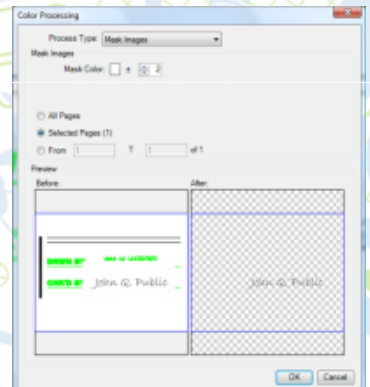 Color Processing
Process Type: Mask Images
Mask Images
Mask Color: ± 2
All Pages
Selected Pages (1)
From 1 T 1 of 1
Preview
Before: After:
John Q. Public John Q. Public
OK Cancel